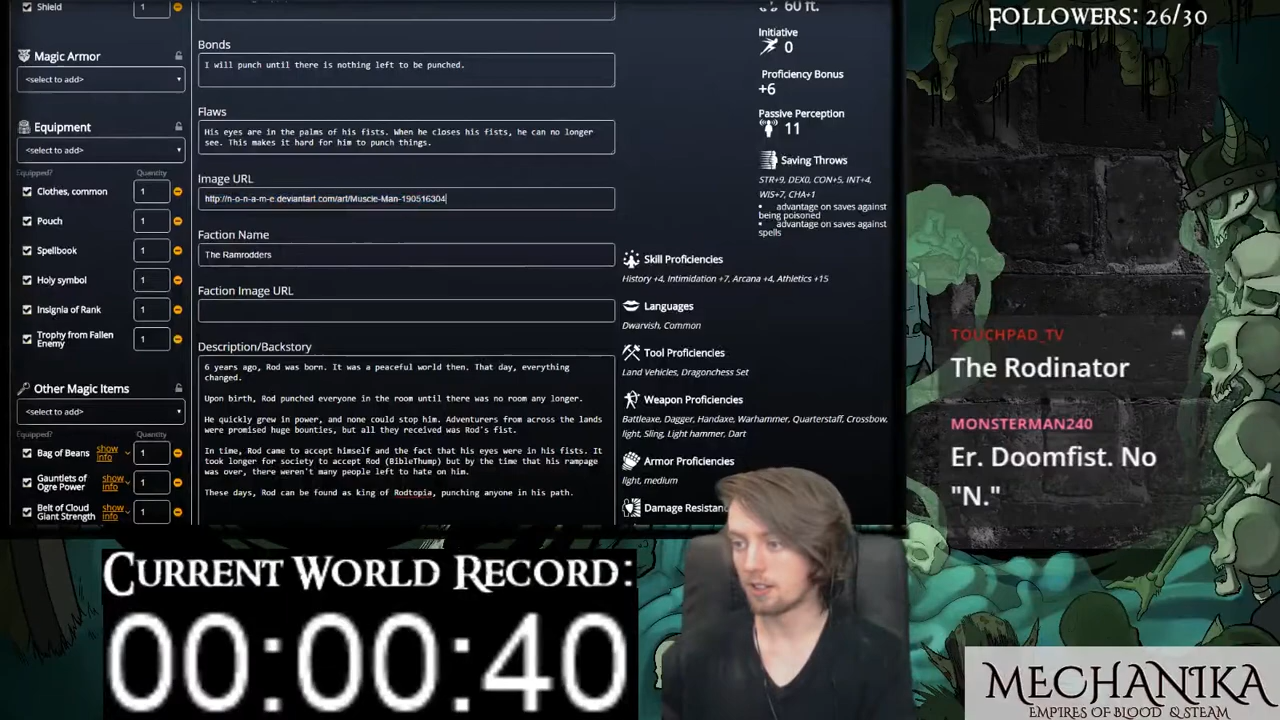 Shield
1
Magic Armor
<select to add>
Equipment
<select to add>
Equipped?
Quantity
Clothes, common
1
Pouch
1
Spellbook
1
Holy symbol
1
Insignia of Rank
1
Trophy from Fallen
Enemy
1
Other Magic Items
<select to add>
Equipped?
Quantity
Bag of Beans
show
info
1
Gauntlets of
Ogre Power
show
info
1
Belt of Cloud
Giant Strength
show
info
1
Bonds
I will punch until there is nothing left to be punched.
Flaws
His eyes are in the palms of his fists. When he closes his fists, he can no longer
see. This makes it hard for him to punch things.
Image URL
http://n-o-n-a-m-e.deviantart.com/art/Muscle-Man-190516304
Faction Name
The Ramrodders
Faction Image URL
Description/Backstory
6 years ago, Rod was born. It was a peaceful world then. That day, everything
changed.
Upon birth, Rod punched everyone in the room until there was no room any longer.
He quickly grew in power, and none could stop him. Adventurers from across the lands
were promised huge bounties, but all they received was Rod's fist.
In time, Rod came to accept himself and the fact that his eyes were in his fists. It
took longer for society to accept Rod (BibleThump) but by the time that his rampage
was over, there weren't many people left to hate on him.
These days, Rod can be found as king of Rodtopia, punching anyone in his path.
60 ft.
Initiative
0
Proficiency Bonus
+6
Passive Perception
11
Saving Throws
STR+9, DEX0, CON+5, INT+4,
WIS+7, CHA+1
• advantage on saves against
being poisoned
• advantage on saves against
spells
Skill Proficiencies
History +4, Intimidation +7, Arcana +4, Athletics +15
Languages
Dwarvish, Common
Tool Proficiencies
Land Vehicles, Dragonchess Set
Weapon Proficiencies
Battleaxe, Dagger, Handaxe, Warhammer, Quarterstaff, Crossbow,
light, Sling, Light hammer, Dart
Armor Proficiencies
light, medium
Damage Resistanc
Followers: 26/30
TOUCHPAD_TV
The Rodinator
MONSTERMAN240
Er. Doomfist. No
"N."
Current World Record:
00:00:40
MECHANIKA
EMPIRES OF BLOOD & STEAM